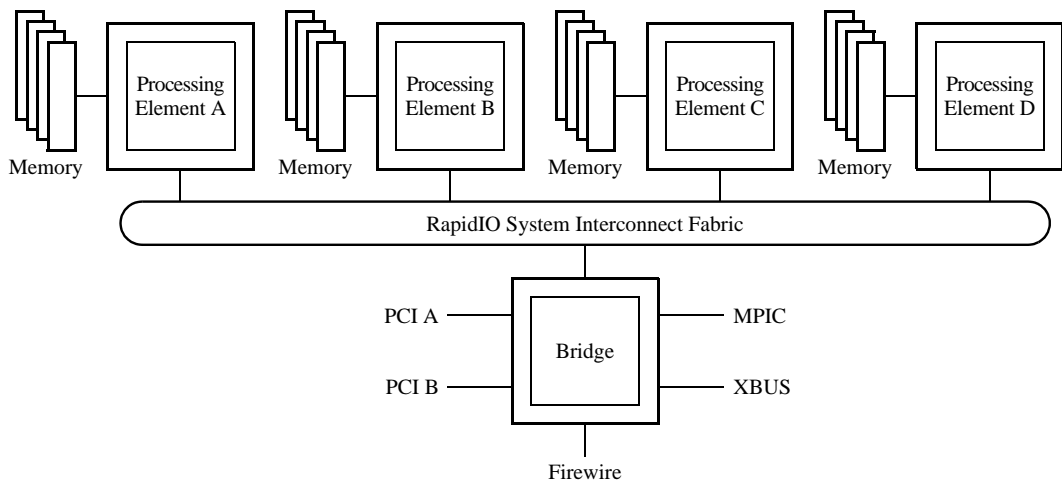 Processing
Element A
Processing
Element B
Processing
Element C
Processing
Element D
Memory
Memory
Memory
Memory
RapidIO System Interconnect Fabric
PCI A
MPIC
Bridge
PCI B
XBUS
Firewire